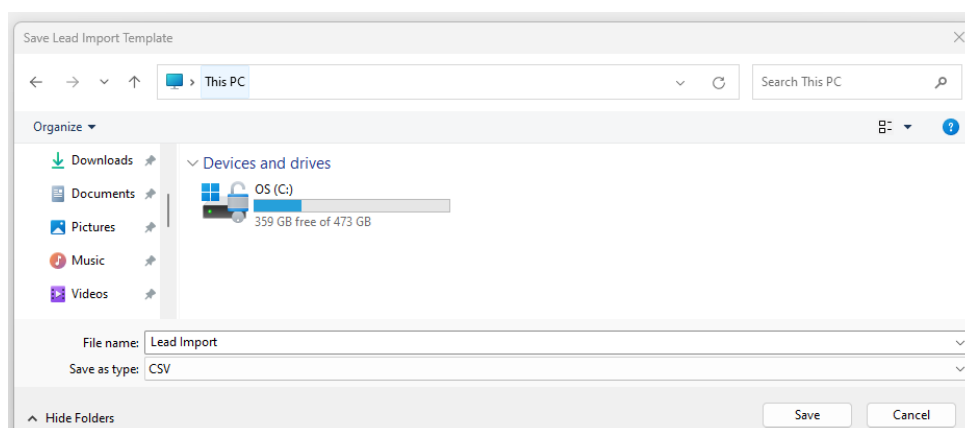 Save Lead Import Template
This PC
Search This PC
Organize
Downloads
Documents
Pictures
Music
Videos
Devices and drives
OS (C:)
359 GB free of 473 GB
File name: Lead Import
Save as type: CSV
Hide Folders
Save
Cancel